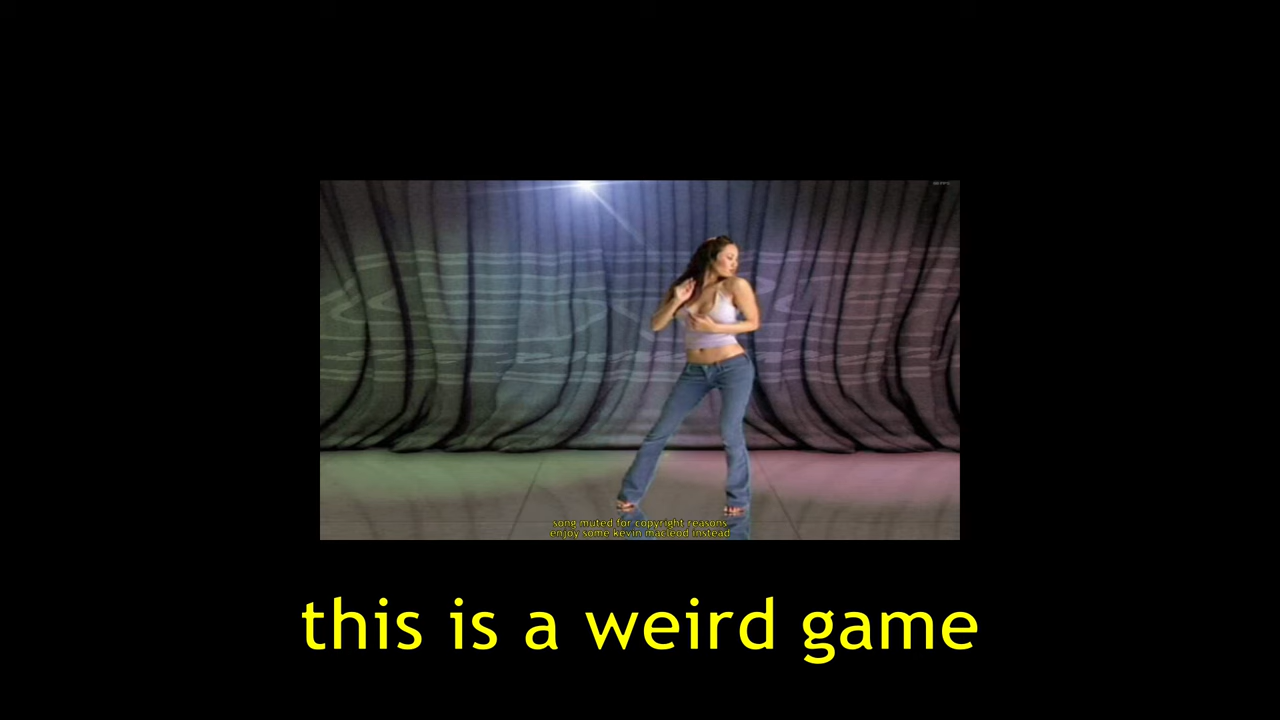 song muted for copyright reasons
enjoy some kevin macleod instead
this is a weird game